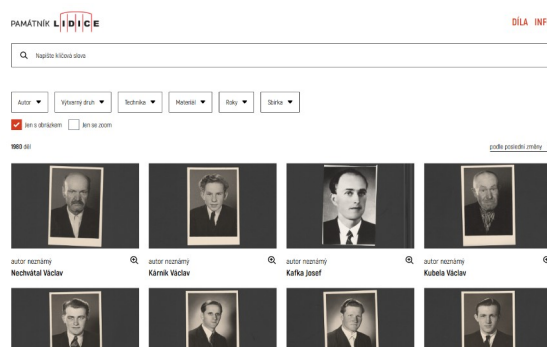 PAMÁTNÍK LIDICE
DÍLA INF
Napište klíčová slova
Autor
Výtvarný druh
Technika
Materiál
Roky
Sbírka
Jen s obrázkem
Jen se zoom
1980 děl
podle poslední změny
autor neznámý
Nechvátal Václav
autor neznámý
Kárník Václav
autor neznámý
Kafka Josef
autor neznámý
Kubela Václav